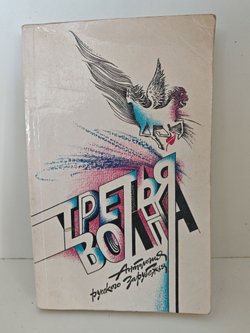 ТРЕТЬЯ
ВОЛНА
Антология
русского зарубежья